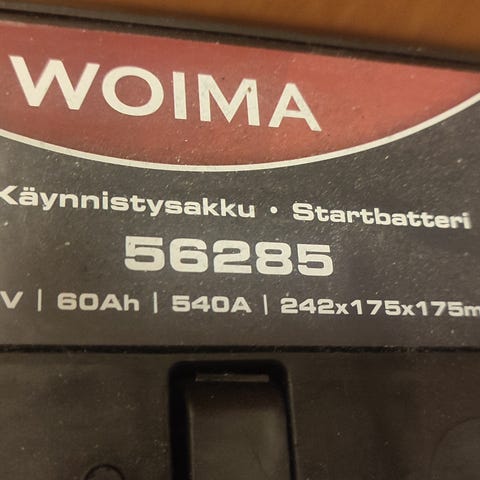 WOIMA
Käynnistysakku • Startbatteri
56285
V | 60Ah | 540A | 242x175x175m